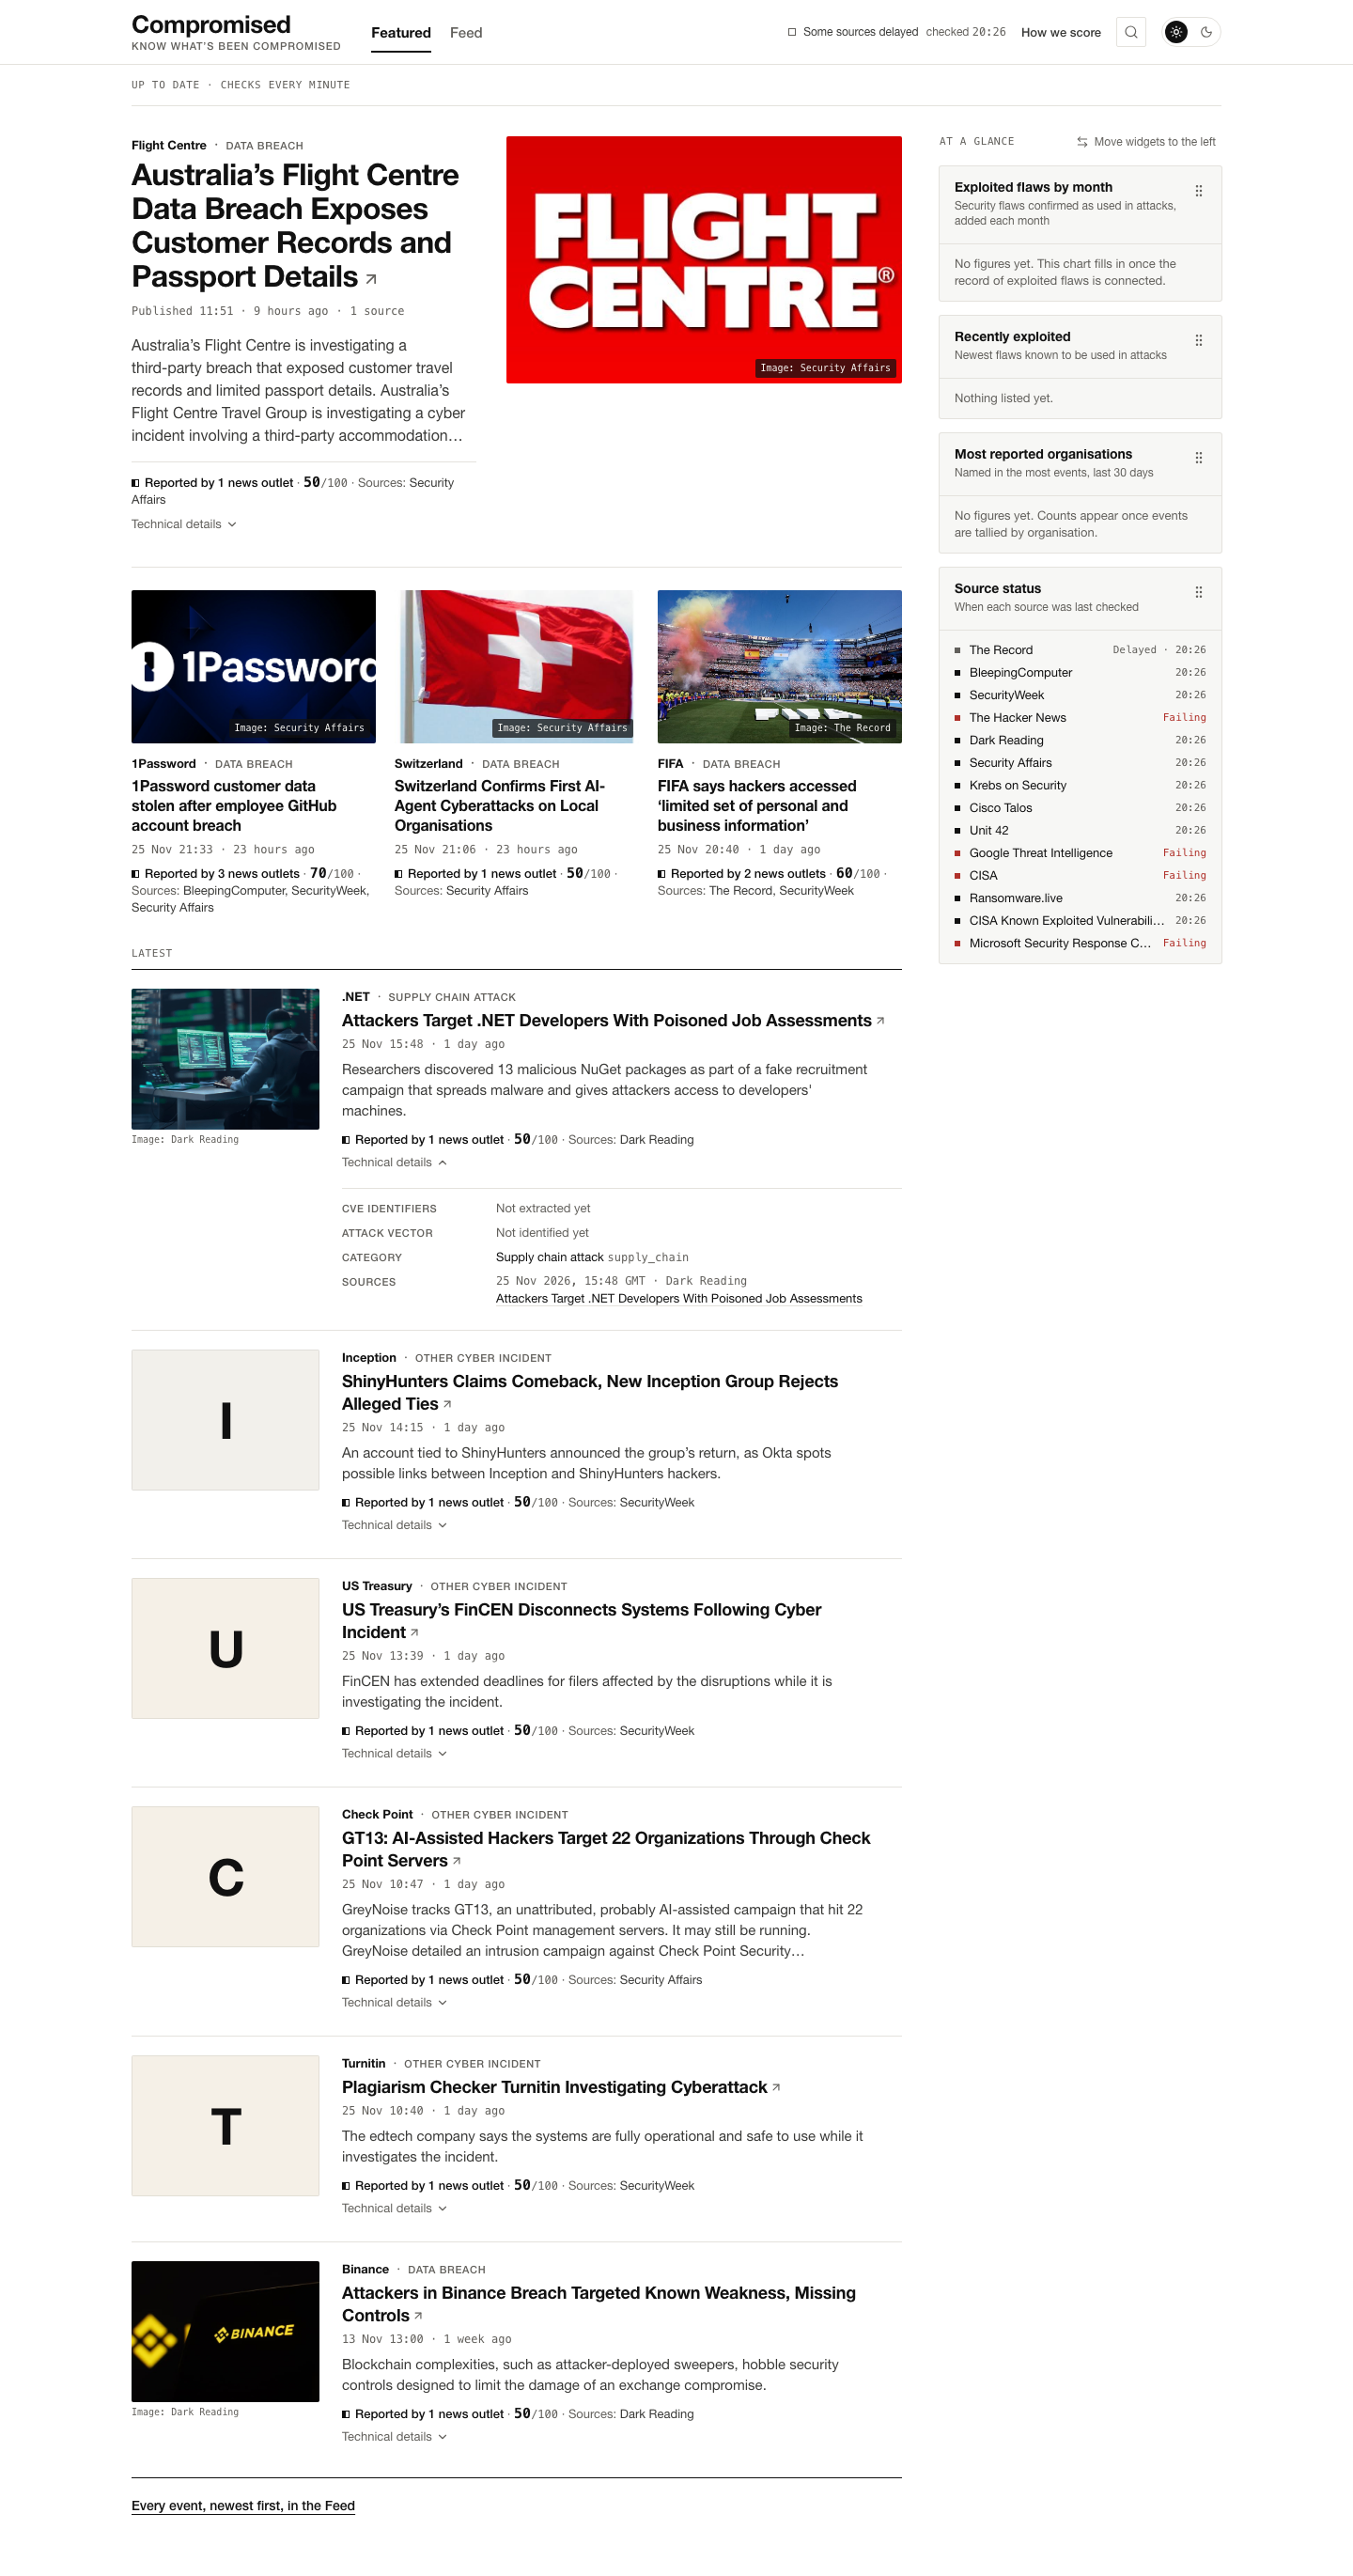 Compromised
KNOW WHAT'S BEEN COMPROMISED
Featured
Feed
Some sources delayed checked 20:26
How we score
UP TO DATE · CHECKS EVERY MINUTE
Flight Centre · DATA BREACH
Australia’s Flight Centre
Data Breach Exposes
Customer Records and
Passport Details
Published 11:51 · 9 hours ago · 1 source
Australia’s Flight Centre is investigating a
third-party breach that exposed customer travel
records and limited passport details. Australia’s
Flight Centre Travel Group is investigating a cyber
incident involving a third-party accommodation…
Reported by 1 news outlet · 50/100 · Sources: Security
Affairs
Technical details
FLIGHT
CENTRE®
Image: Security Affairs
1Password
Image: Security Affairs
1Password · DATA BREACH
1Password customer data
stolen after employee GitHub
account breach
25 Nov 21:33 · 23 hours ago
Reported by 3 news outlets · 70/100 ·
Sources: BleepingComputer, SecurityWeek,
Security Affairs
Image: Security Affairs
Switzerland · DATA BREACH
Switzerland Confirms First AI-
Agent Cyberattacks on Local
Organisations
25 Nov 21:06 · 23 hours ago
Reported by 1 news outlet · 50/100 ·
Sources: Security Affairs
Image: The Record
FIFA · DATA BREACH
FIFA says hackers accessed
‘limited set of personal and
business information’
25 Nov 20:40 · 1 day ago
Reported by 2 news outlets · 60/100 ·
Sources: The Record, SecurityWeek
LATEST
Image: Dark Reading
.NET · SUPPLY CHAIN ATTACK
Attackers Target .NET Developers With Poisoned Job Assessments
25 Nov 15:48 · 1 day ago
Researchers discovered 13 malicious NuGet packages as part of a fake recruitment
campaign that spreads malware and gives attackers access to developers'
machines.
Reported by 1 news outlet · 50/100 · Sources: Dark Reading
Technical details
CVE IDENTIFIERS Not extracted yet
ATTACK VECTOR Not identified yet
CATEGORY Supply chain attack supply_chain
SOURCES 25 Nov 2026, 15:48 GMT · Dark Reading
Attackers Target .NET Developers With Poisoned Job Assessments
I
Inception · OTHER CYBER INCIDENT
ShinyHunters Claims Comeback, New Inception Group Rejects
Alleged Ties
25 Nov 14:15 · 1 day ago
An account tied to ShinyHunters announced the group’s return, as Okta spots
possible links between Inception and ShinyHunters hackers.
Reported by 1 news outlet · 50/100 · Sources: SecurityWeek
Technical details
U
US Treasury · OTHER CYBER INCIDENT
US Treasury’s FinCEN Disconnects Systems Following Cyber
Incident
25 Nov 13:39 · 1 day ago
FinCEN has extended deadlines for filers affected by the disruptions while it is
investigating the incident.
Reported by 1 news outlet · 50/100 · Sources: SecurityWeek
Technical details
C
Check Point · OTHER CYBER INCIDENT
GT13: AI-Assisted Hackers Target 22 Organizations Through Check
Point Servers
25 Nov 10:47 · 1 day ago
GreyNoise tracks GT13, an unattributed, probably AI-assisted campaign that hit 22
organizations via Check Point management servers. It may still be running.
GreyNoise detailed an intrusion campaign against Check Point Security…
Reported by 1 news outlet · 50/100 · Sources: Security Affairs
Technical details
T
Turnitin · OTHER CYBER INCIDENT
Plagiarism Checker Turnitin Investigating Cyberattack
25 Nov 10:40 · 1 day ago
The edtech company says the systems are fully operational and safe to use while it
investigates the incident.
Reported by 1 news outlet · 50/100 · Sources: SecurityWeek
Technical details
BINANCE
Image: Dark Reading
Binance · DATA BREACH
Attackers in Binance Breach Targeted Known Weakness, Missing
Controls
13 Nov 13:00 · 1 week ago
Blockchain complexities, such as attacker-deployed sweepers, hobble security
controls designed to limit the damage of an exchange compromise.
Reported by 1 news outlet · 50/100 · Sources: Dark Reading
Technical details
Every event, newest first, in the Feed
AT A GLANCE
Move widgets to the left
Exploited flaws by month
Security flaws confirmed as used in attacks,
added each month
No figures yet. This chart fills in once the
record of exploited flaws is connected.
Recently exploited
Newest flaws known to be used in attacks
Nothing listed yet.
Most reported organisations
Named in the most events, last 30 days
No figures yet. Counts appear once events
are tallied by organisation.
Source status
When each source was last checked
The Record Delayed · 20:26
BleepingComputer 20:26
SecurityWeek 20:26
The Hacker News Failing
Dark Reading 20:26
Security Affairs 20:26
Krebs on Security 20:26
Cisco Talos 20:26
Unit 42 20:26
Google Threat Intelligence Failing
CISA Failing
Ransomware.live 20:26
CISA Known Exploited Vulnerabili… 20:26
Microsoft Security Response C… Failing